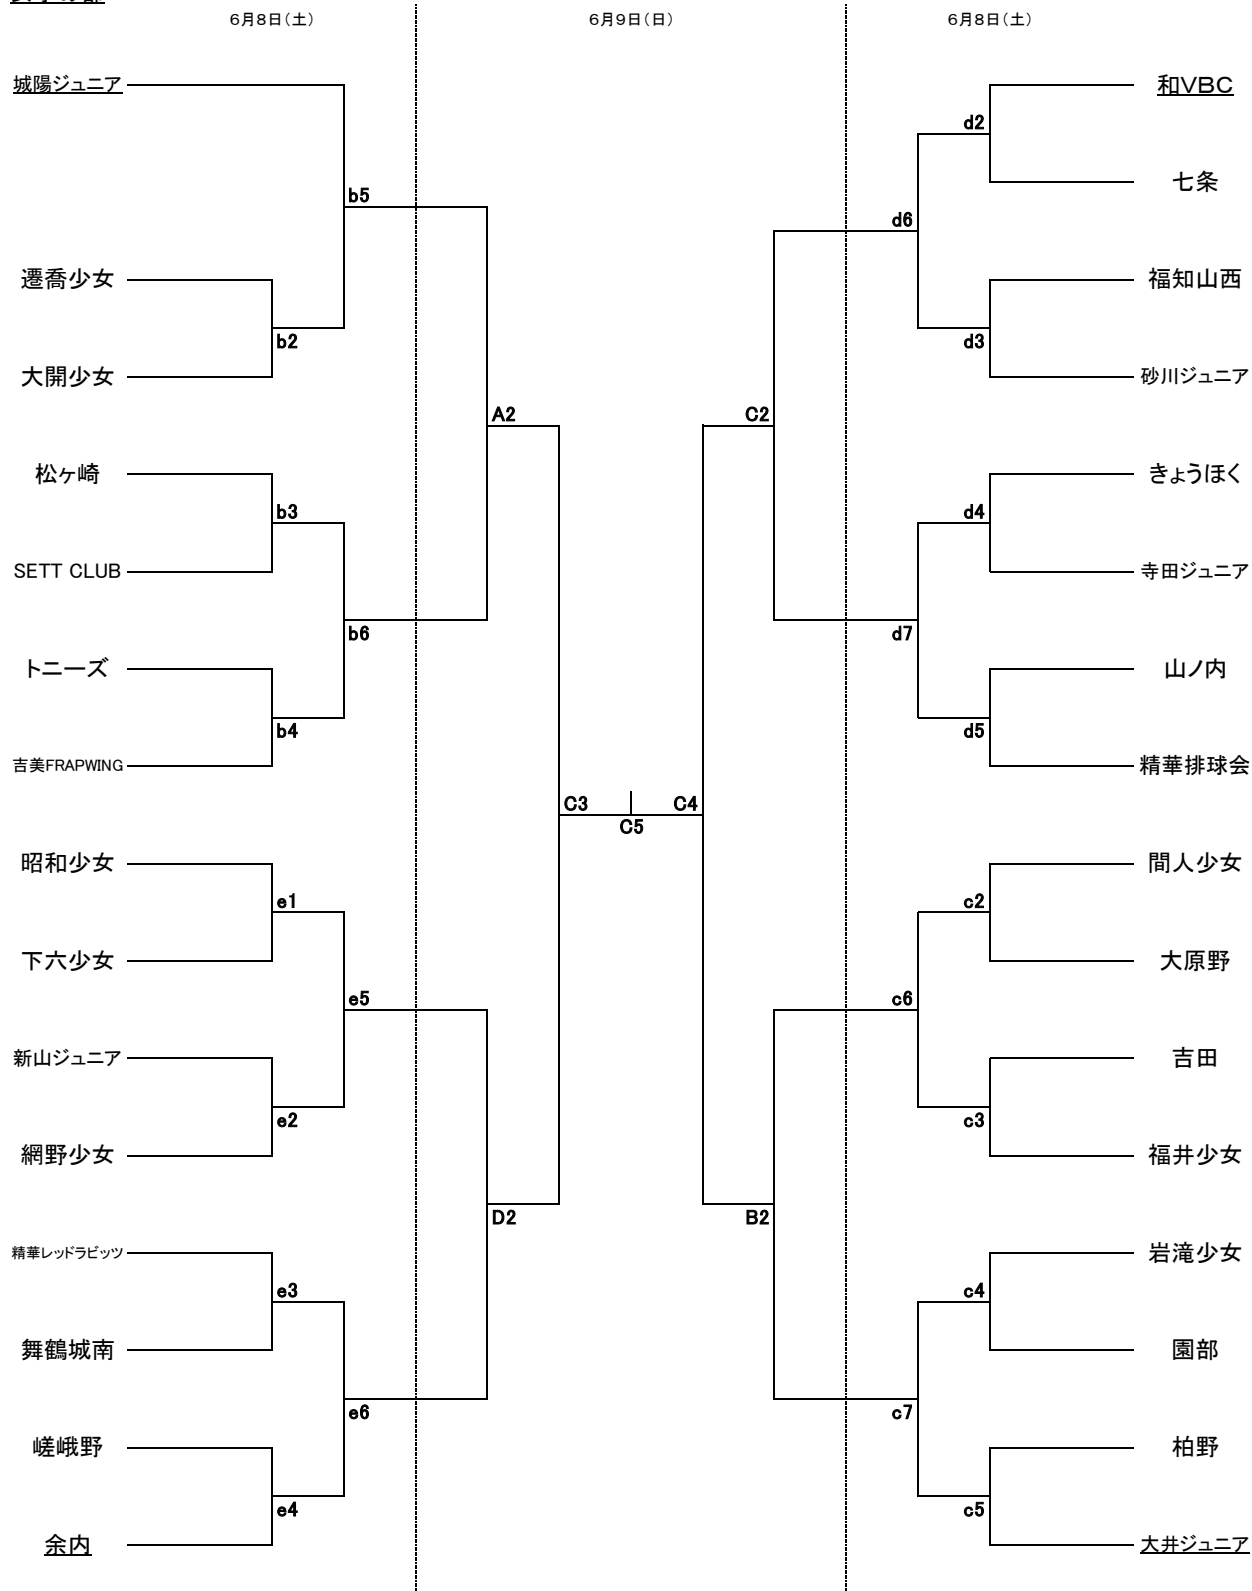 6月8日(土)
6月9日(日)
6月8日(土)
城陽ジュニア
b5
遷喬少女
b2
大開少女
A2
松ヶ崎
b3
SETT CLUB
b6
トニーズ
b4
吉美FRAPWING
C3
C5
C4
昭和少女
e1
下六少女
e5
新山ジュニア
e2
網野少女
D2
精華レッドラビッツ
e3
舞鶴城南
e6
嵯峨野
e4
余内
和VBC
d2
七条
d6
福知山西
d3
砂川ジュニア
C2
きょうほく
d4
寺田ジュニア
d7
山ノ内
d5
精華排球会
間人少女
c2
大原野
c6
吉田
c3
福井少女
B2
岩滝少女
c4
園部
c7
柏野
c5
大井ジュニア